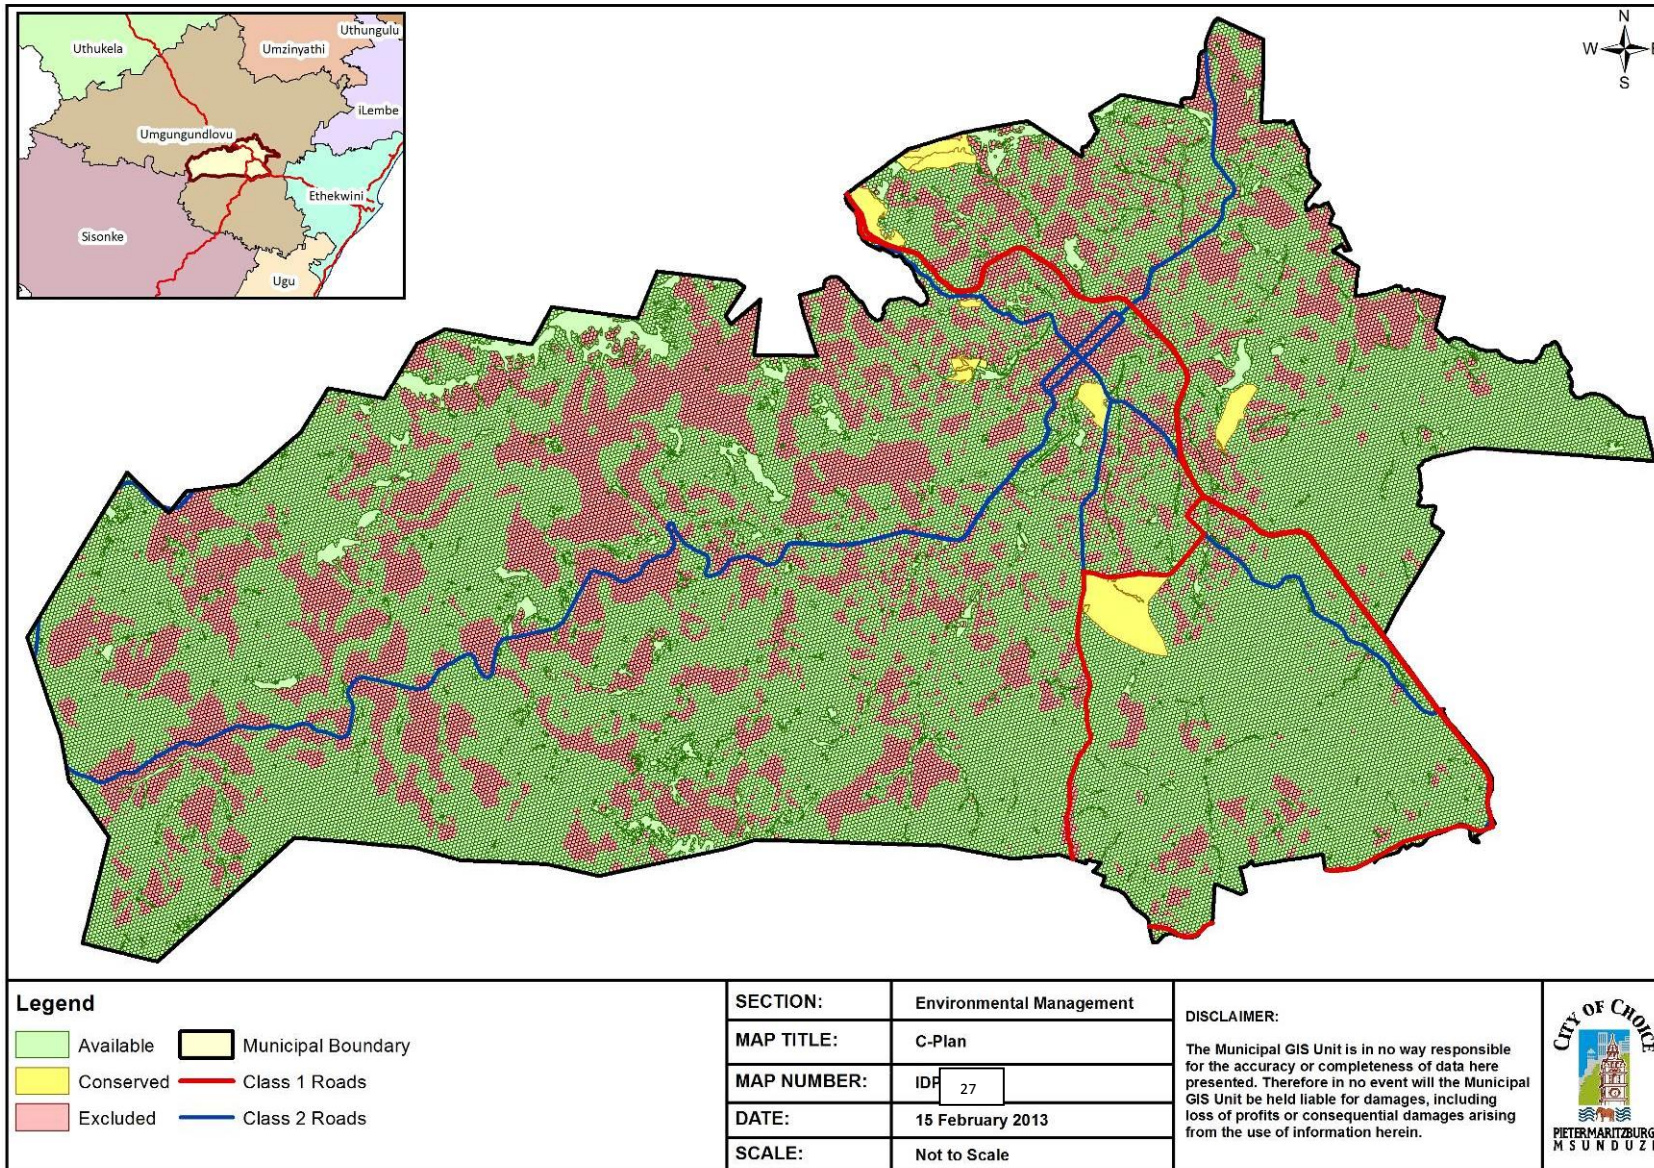 Uthukela
Umzinyathi
Uthungulu
iLembe
Umgungundlovu
Ethekwini
Sisonke
Ugu
N
W E
S
Legend
Available
Municipal Boundary
Conserved
Class 1 Roads
Excluded
Class 2 Roads
SECTION: Environmental Management
MAP TITLE: C-Plan
MAP NUMBER: IDP 27
DATE: 15 February 2013
SCALE: Not to Scale
DISCLAIMER:
The Municipal GIS Unit is in no way responsible
for the accuracy or completeness of data here
presented. Therefore in no event will the Municipal
GIS Unit be held liable for damages, including
loss of profits or consequential damages arising
from the use of information herein.
CITY OF CHOICE
PIETERMARITZBURG
MSUNDUZI